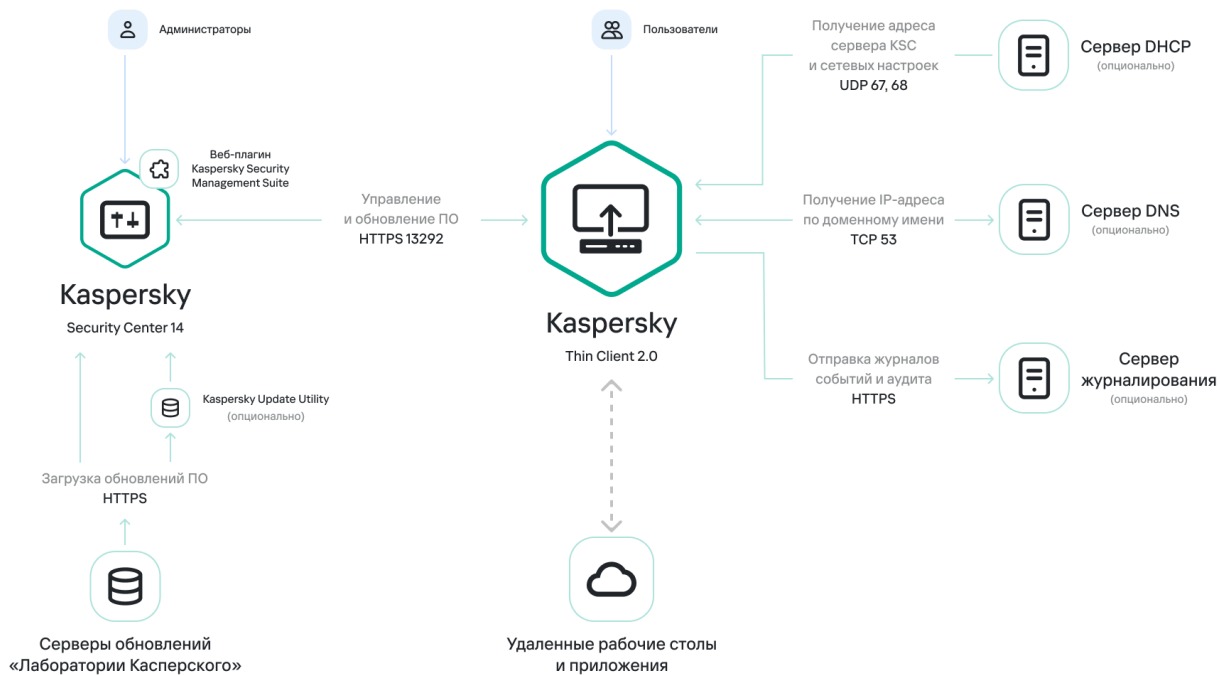 Администраторы
Пользователи
Получение адреса
сервера KSC
и сетевых настроек
UDP 67, 68
Сервер DHCP
(опционально)
Веб-плагин
Kaspersky Security
Management Suite
Управление
и обновление ПО
HTTPS 13292
Получение IP-адреса
по доменному имени
TCP 53
Сервер DNS
(опционально)
Kaspersky
Security Center 14
Kaspersky
Thin Client 2.0
Отправка журналов
событий и аудита
HTTPS
Сервер
журналирования
(опционально)
Kaspersky Update Utility
(опционально)
Загрузка обновлений ПО
HTTPS
Серверы обновлений
«Лаборатории Касперского»
Удаленные рабочие столы
и приложения